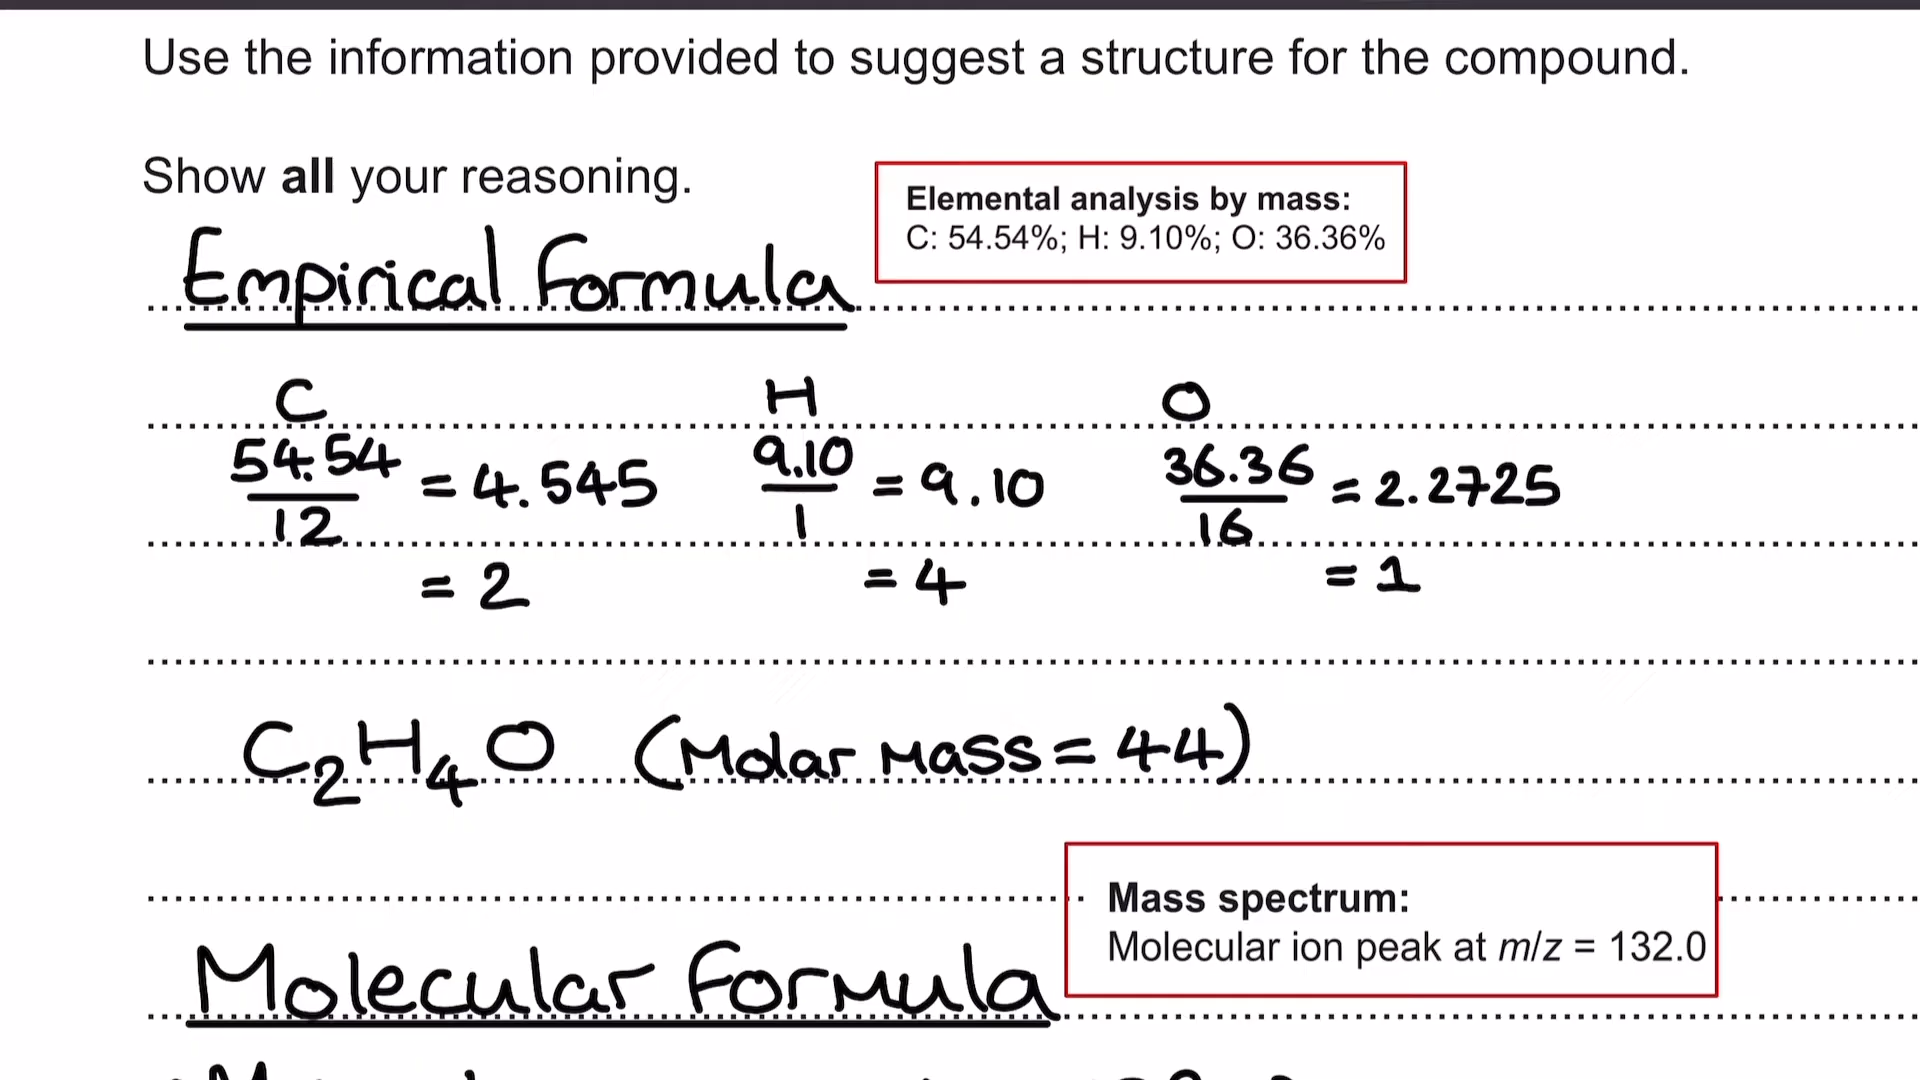 Use the information provided to suggest a structure for the compound.
Show all your reasoning.
Elemental analysis by mass:
C: 54.54%; H: 9.10%; O: 36.36%
Empirical Formula
C H O
54.54/12 = 4.545 9.10/1 = 9.10 36.36/16 = 2.2725
= 2 = 4 = 1
C₂H₄O (Molar Mass = 44)
Mass spectrum:
Molecular ion peak at m/z = 132.0
Molecular Formula